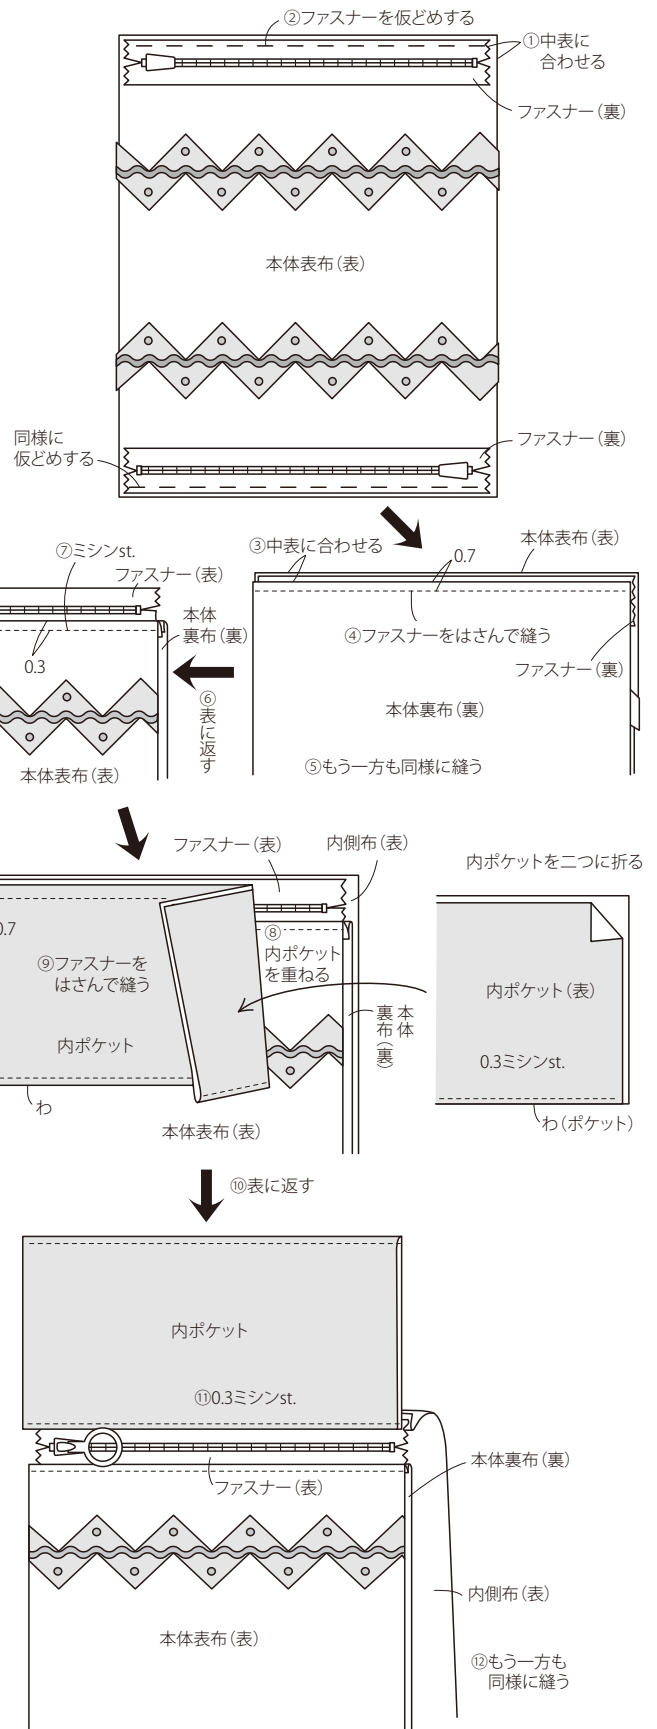 ②ファスナーを仮どめする
①中表に
合わせる
ファスナー（裏）
本体表布（表）
同様に
仮どめする
ファスナー（裏）
③中表に合わせる
0.7
本体表布（表）
④ファスナーをはさんで縫う
ファスナー（裏）
本体裏布（裏）
⑤もう一方も同様に縫う
⑥表に返す
⑦ミシンst.
ファスナー（表）
本体
裏布（裏）
0.3
本体表布（表）
ファスナー（表）
内側布（表）
0.7
⑧
内ポケット
を重ねる
⑨ファスナーを
はさんで縫う
内ポケット
本体
裏布（裏）
わ
本体表布（表）
内ポケットを二つに折る
内ポケット（表）
0.3ミシンst.
わ（ポケット）
⑩表に返す
内ポケット
⑪0.3ミシンst.
本体裏布（裏）
ファスナー（表）
内側布（表）
本体表布（表）
⑫もう一方も
同様に縫う